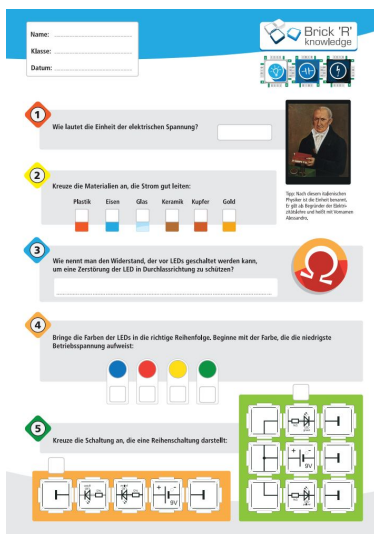 Name:
Klasse:
Datum:
Brick 'R'
knowledge
1
Wie lautet die Einheit der elektrischen Spannung?
Tipp: Nach diesem italienischen
Physiker ist die Einheit benannt.
Er gilt als Begründer der Elektri-
zitätslehre und heißt mit Vornamen
Alessandro.
2
Kreuze die Materialien an, die Strom gut leiten:
Plastik Eisen Glas Keramik Kupfer Gold
3
Wie nennt man den Widerstand, der vor LEDs geschaltet werden kann,
um eine Zerstörung der LED in Durchlassrichtung zu schützen?
Ω
4
Bringe die Farben der LEDs in die richtige Reihenfolge. Beginne mit der Farbe, die die niedrigste
Betriebsspannung aufweist:
5
Kreuze die Schaltung an, die eine Reihenschaltung darstellt:
9V
9V